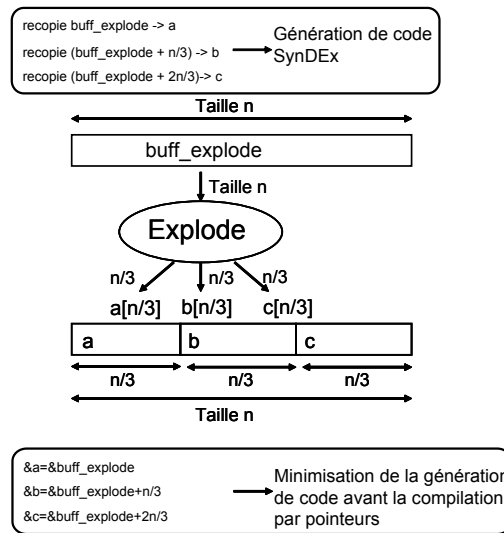 recopie buff_explode -> a
recopie (buff_explode + n/3) -> b
recopie (buff_explode + 2n/3)-> c
Génération de code
SynDEx
Taille n
buff_explode
Taille n
Explode
n/3
n/3
n/3
a[n/3]
b[n/3]
c[n/3]
a
b
c
n/3
n/3
n/3
Taille n
&a=&buff_explode
&b=&buff_explode+n/3
&c=&buff_explode+2n/3
Minimisation de la génération
de code avant la compilation
par pointeurs